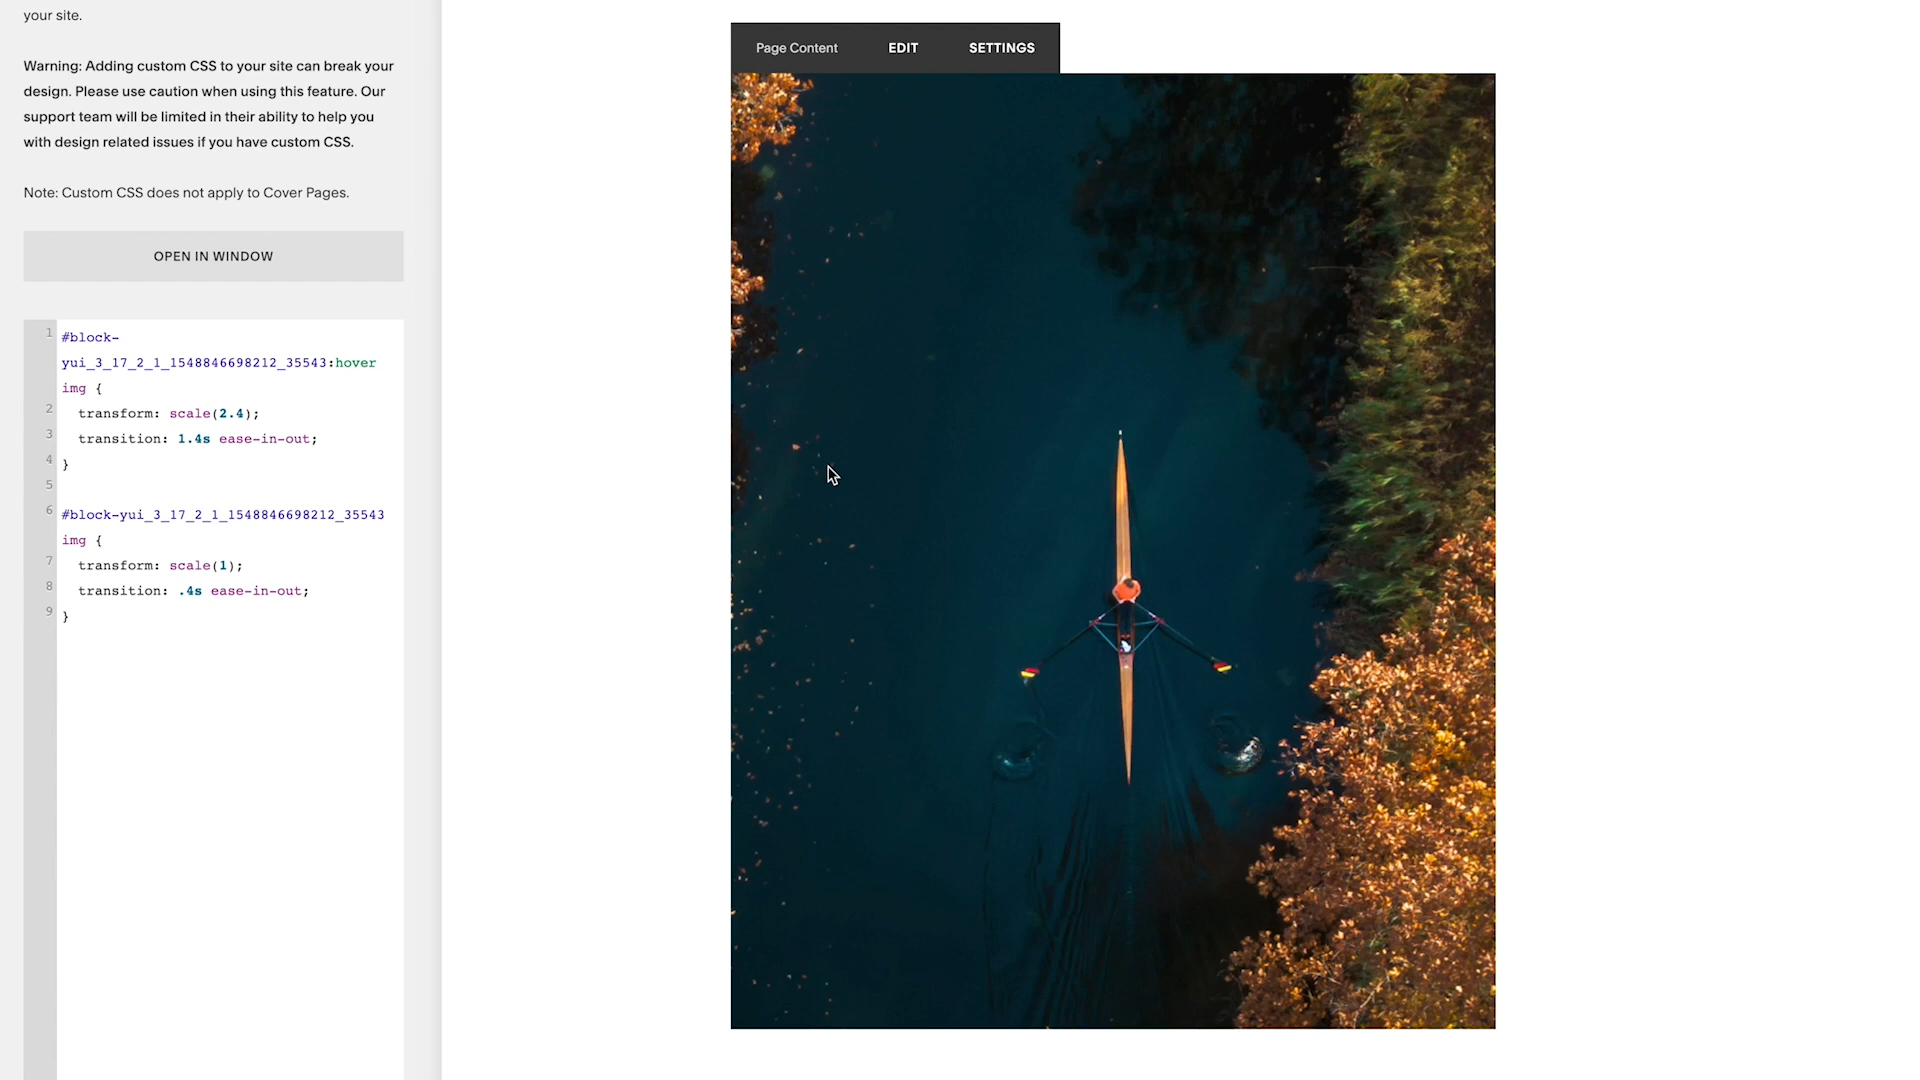 your site.
Warning: Adding custom CSS to your site can break your
design. Please use caution when using this feature. Our
support team will be limited in their ability to help you
with design related issues if you have custom CSS.
Note: Custom CSS does not apply to Cover Pages.
OPEN IN WINDOW
1 #block-
yui_3_17_2_1_1548846698212_35543:hover
img {
2 transform: scale(2.4);
3 transition: 1.4s ease-in-out;
4 }
5
6 #block-yui_3_17_2_1_1548846698212_35543
img {
7 transform: scale(1);
8 transition: .4s ease-in-out;
9 }
Page Content EDIT SETTINGS